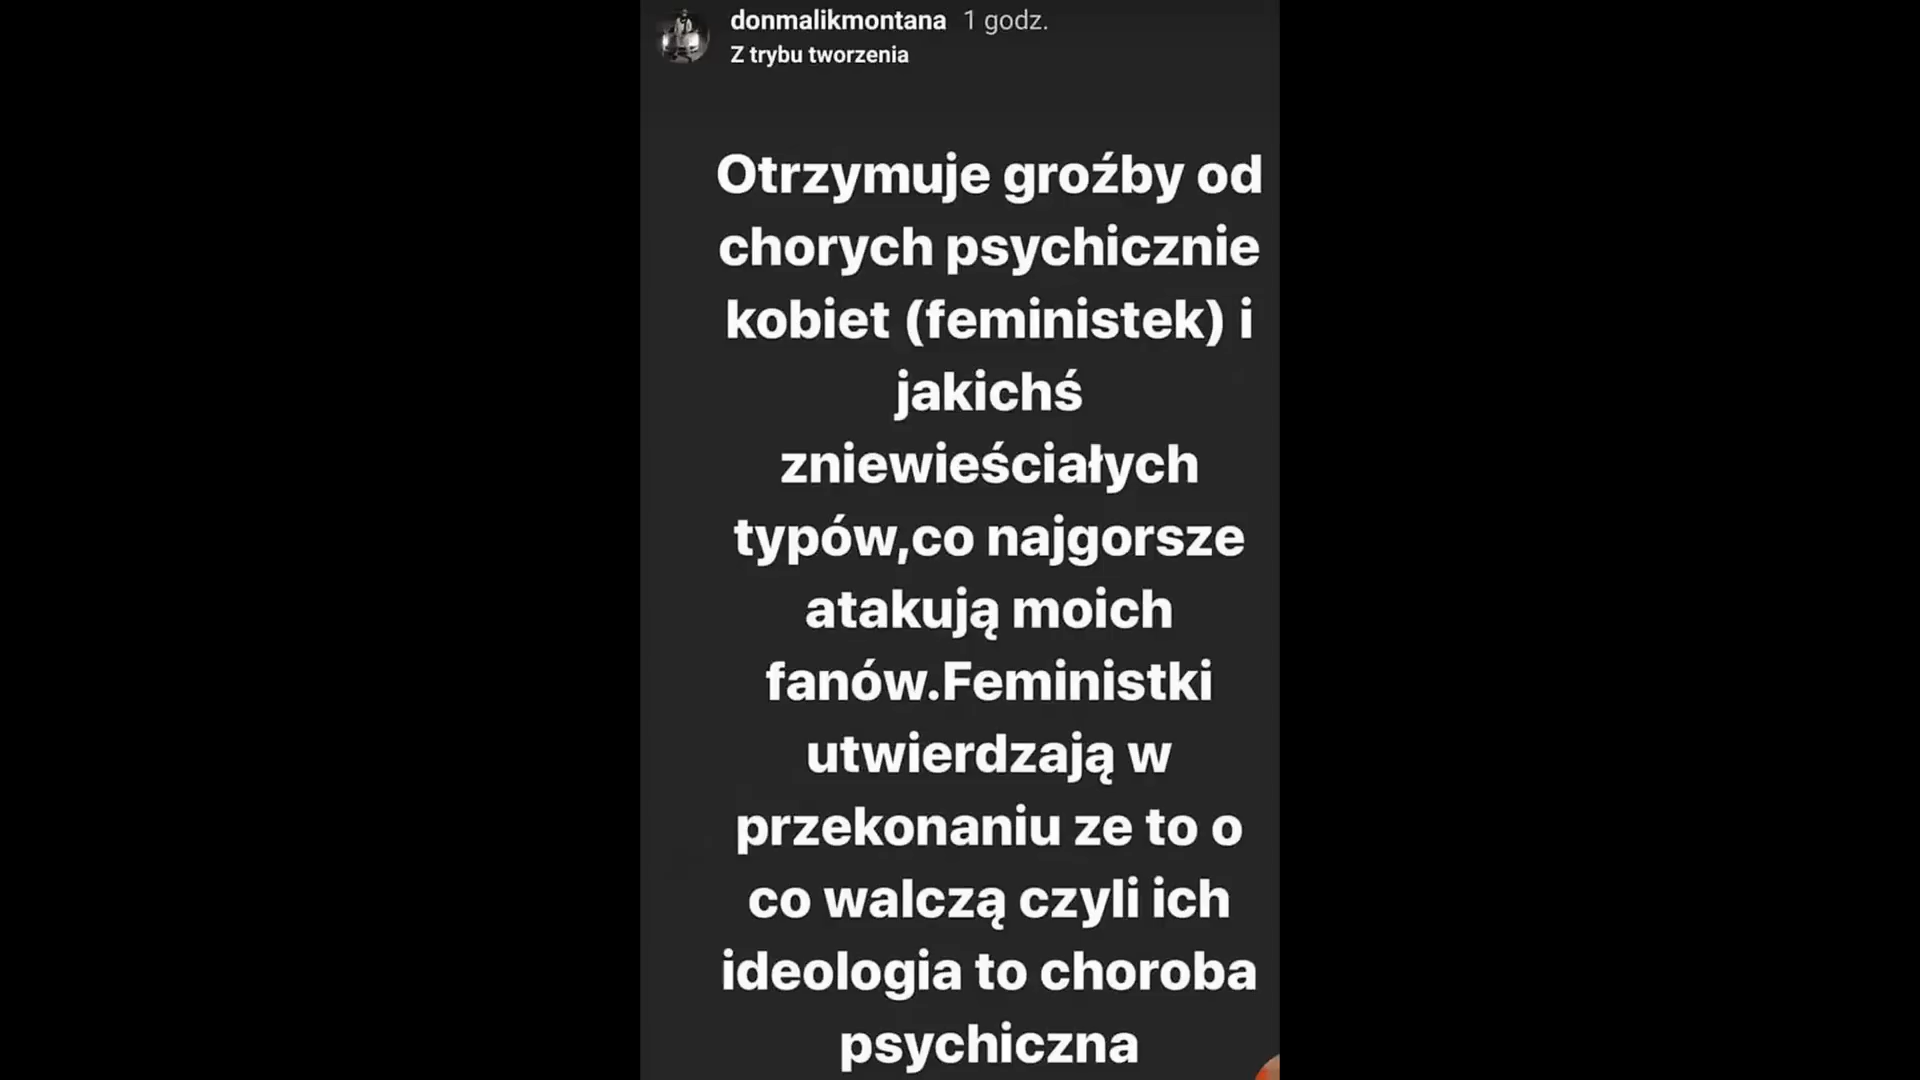 donmalikmontana 1 godz.
Z trybu tworzenia
Otrzymuje groźby od
chorych psychicznie
kobiet (feministek) i
jakichś
zniewieściałych
typów,co najgorsze
atakują moich
fanów.Feministki
utwierdzają w
przekonaniu ze to o
co walczą czyli ich
ideologia to choroba
psychiczna